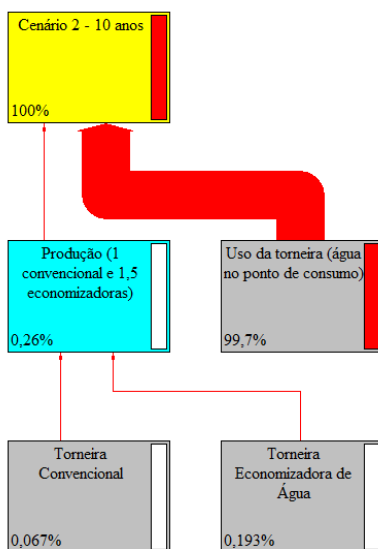 Cenário 2 - 10 anos
100%
Produção (1
convencional e 1,5
economizadoras)
0,26%
Uso da torneira (água
no ponto de consumo)
99,7%
Torneira
Convencional
0,067%
Torneira
Economizadora de
Água
0,193%